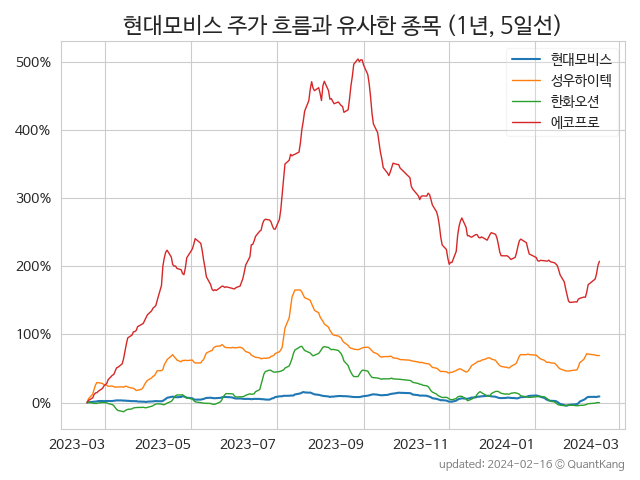 현대모비스 주가 흐름과 유사한 종목 (1년, 5일선)
현대모비스
성우하이텍
한화오션
에코프로
500%
400%
300%
200%
100%
0%
2023-03 2023-05 2023-07 2023-09 2023-11 2024-01 2024-03
updated: 2024-02-16 © QuantKang